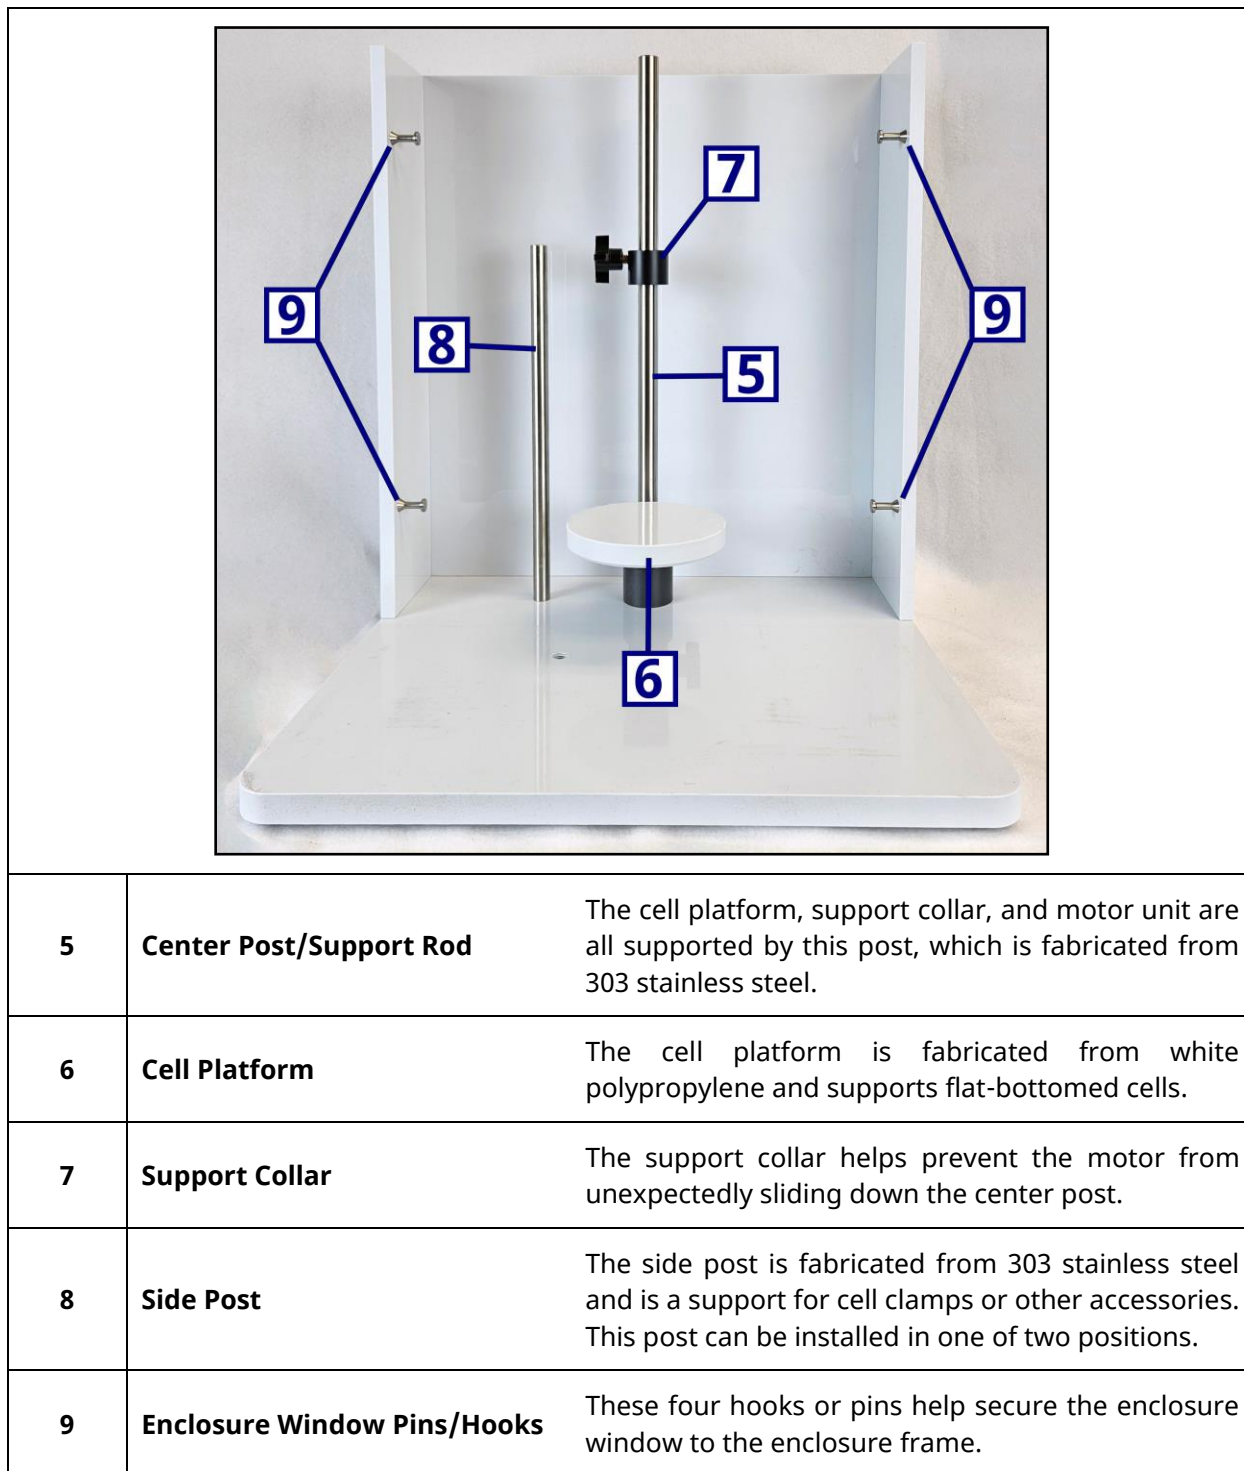 7
9
9
8
5
6
5
Center Post/Support Rod
The cell platform, support collar, and motor unit are
all supported by this post, which is fabricated from
303 stainless steel.
6
Cell Platform
The cell platform is fabricated from white
polypropylene and supports flat-bottomed cells.
7
Support Collar
The support collar helps prevent the motor from
unexpectedly sliding down the center post.
8
Side Post
The side post is fabricated from 303 stainless steel
and is a support for cell clamps or other accessories.
This post can be installed in one of two positions.
9
Enclosure Window Pins/Hooks
These four hooks or pins help secure the enclosure
window to the enclosure frame.